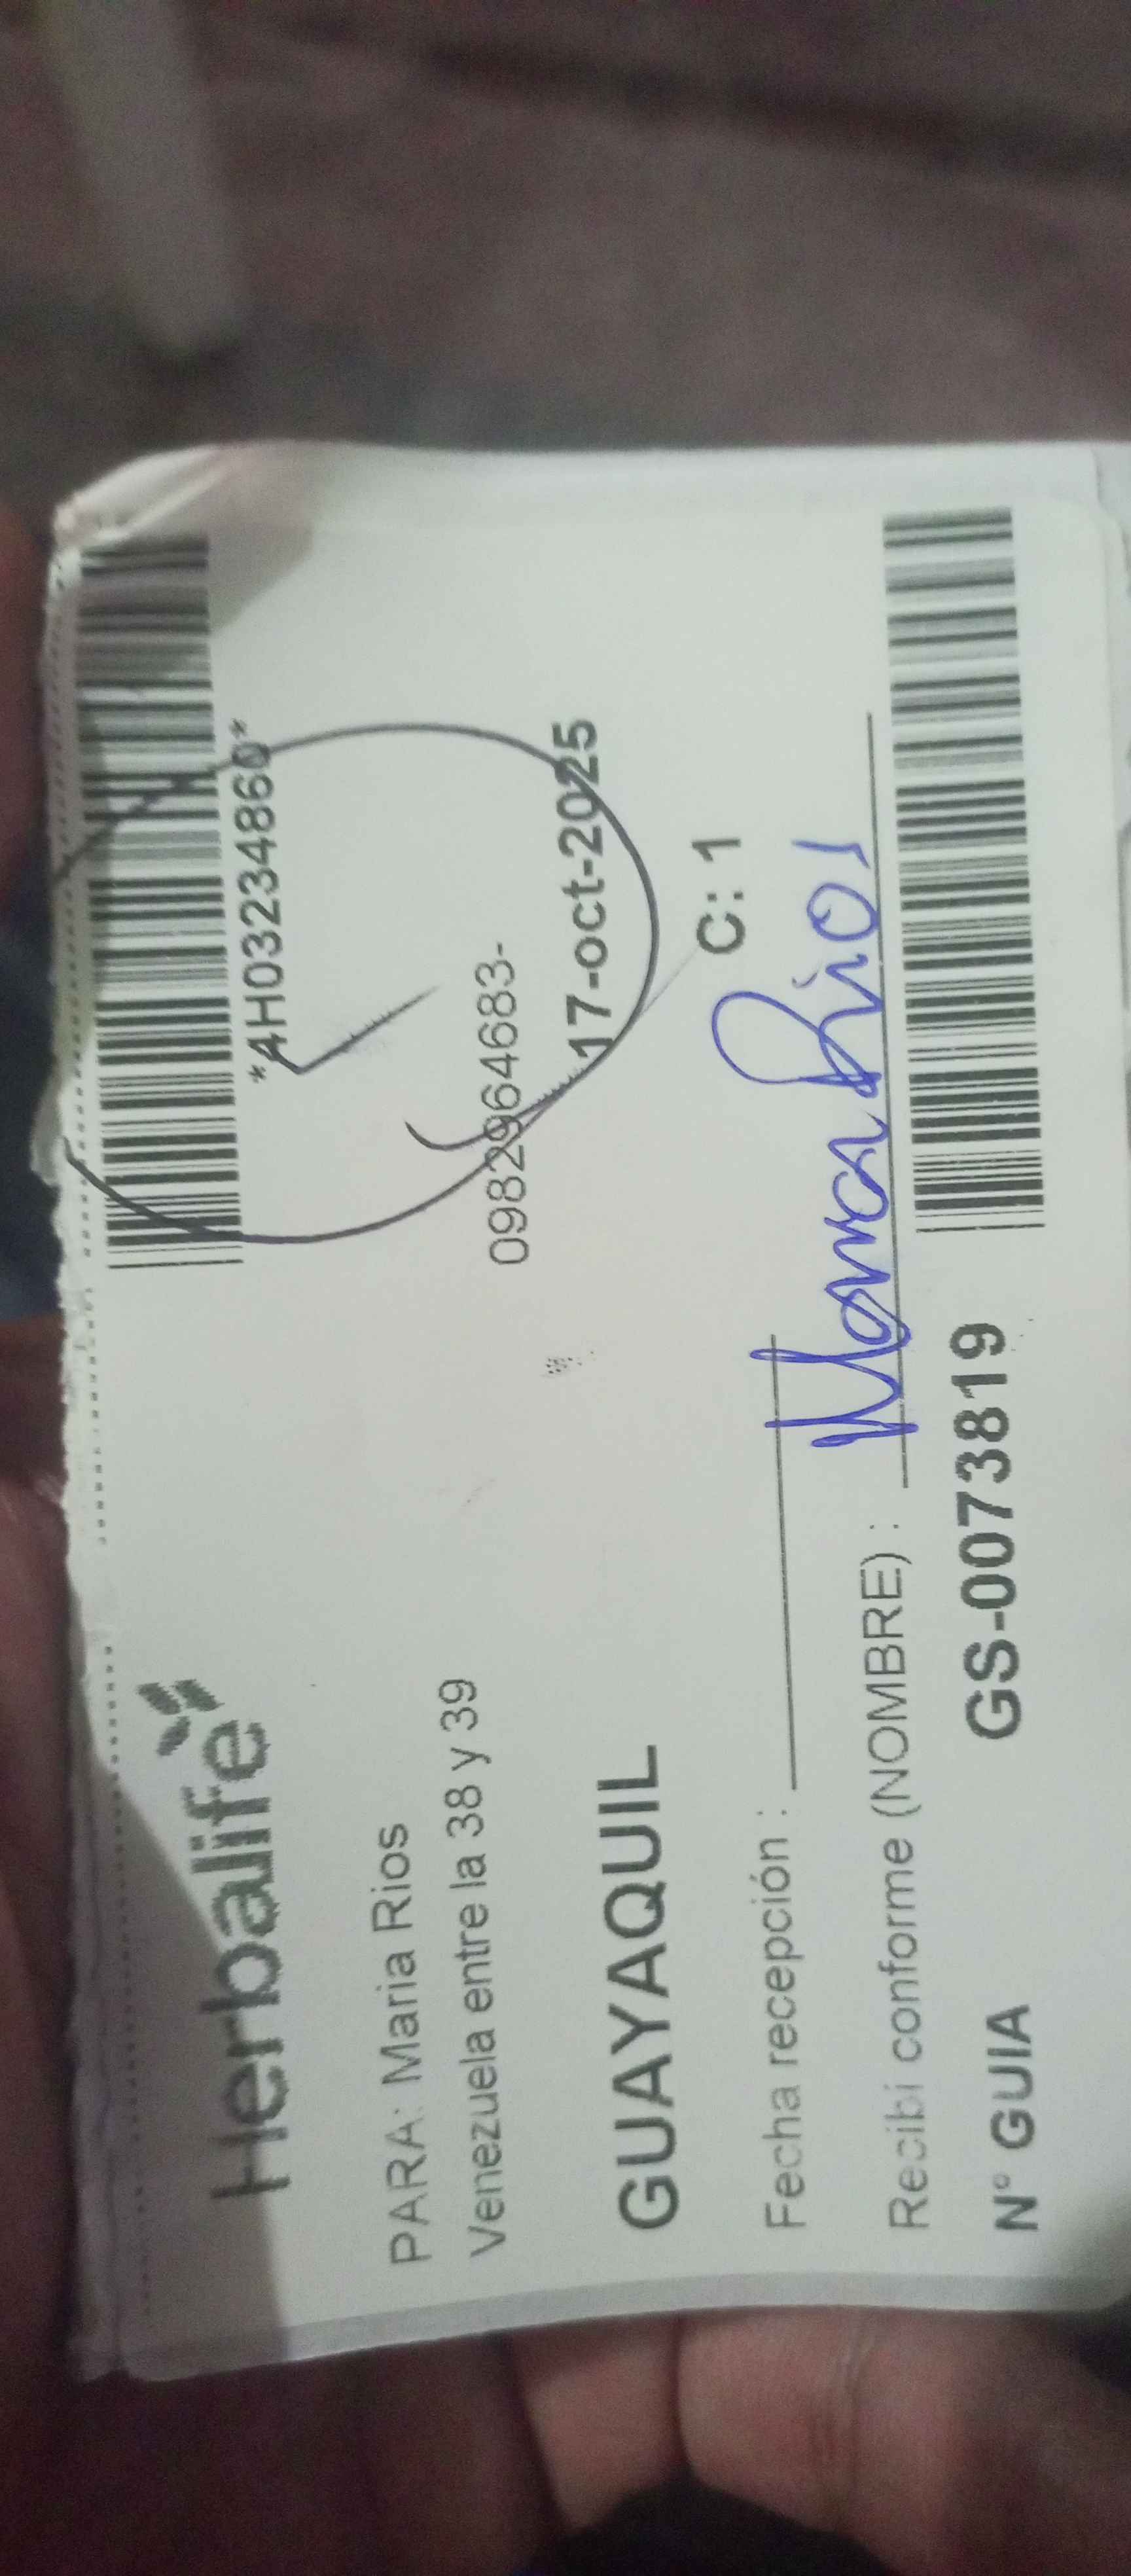 Herbalife
*4H03234860*
PARA: Maria Rios
Venezuela entre la 38 y 39
0982964683-
GUAYAQUIL
17-oct-2025
C: 1
Fecha recepción :
Recibi conforme (NOMBRE) : Maria Rios
N° GUIA GS-0073819